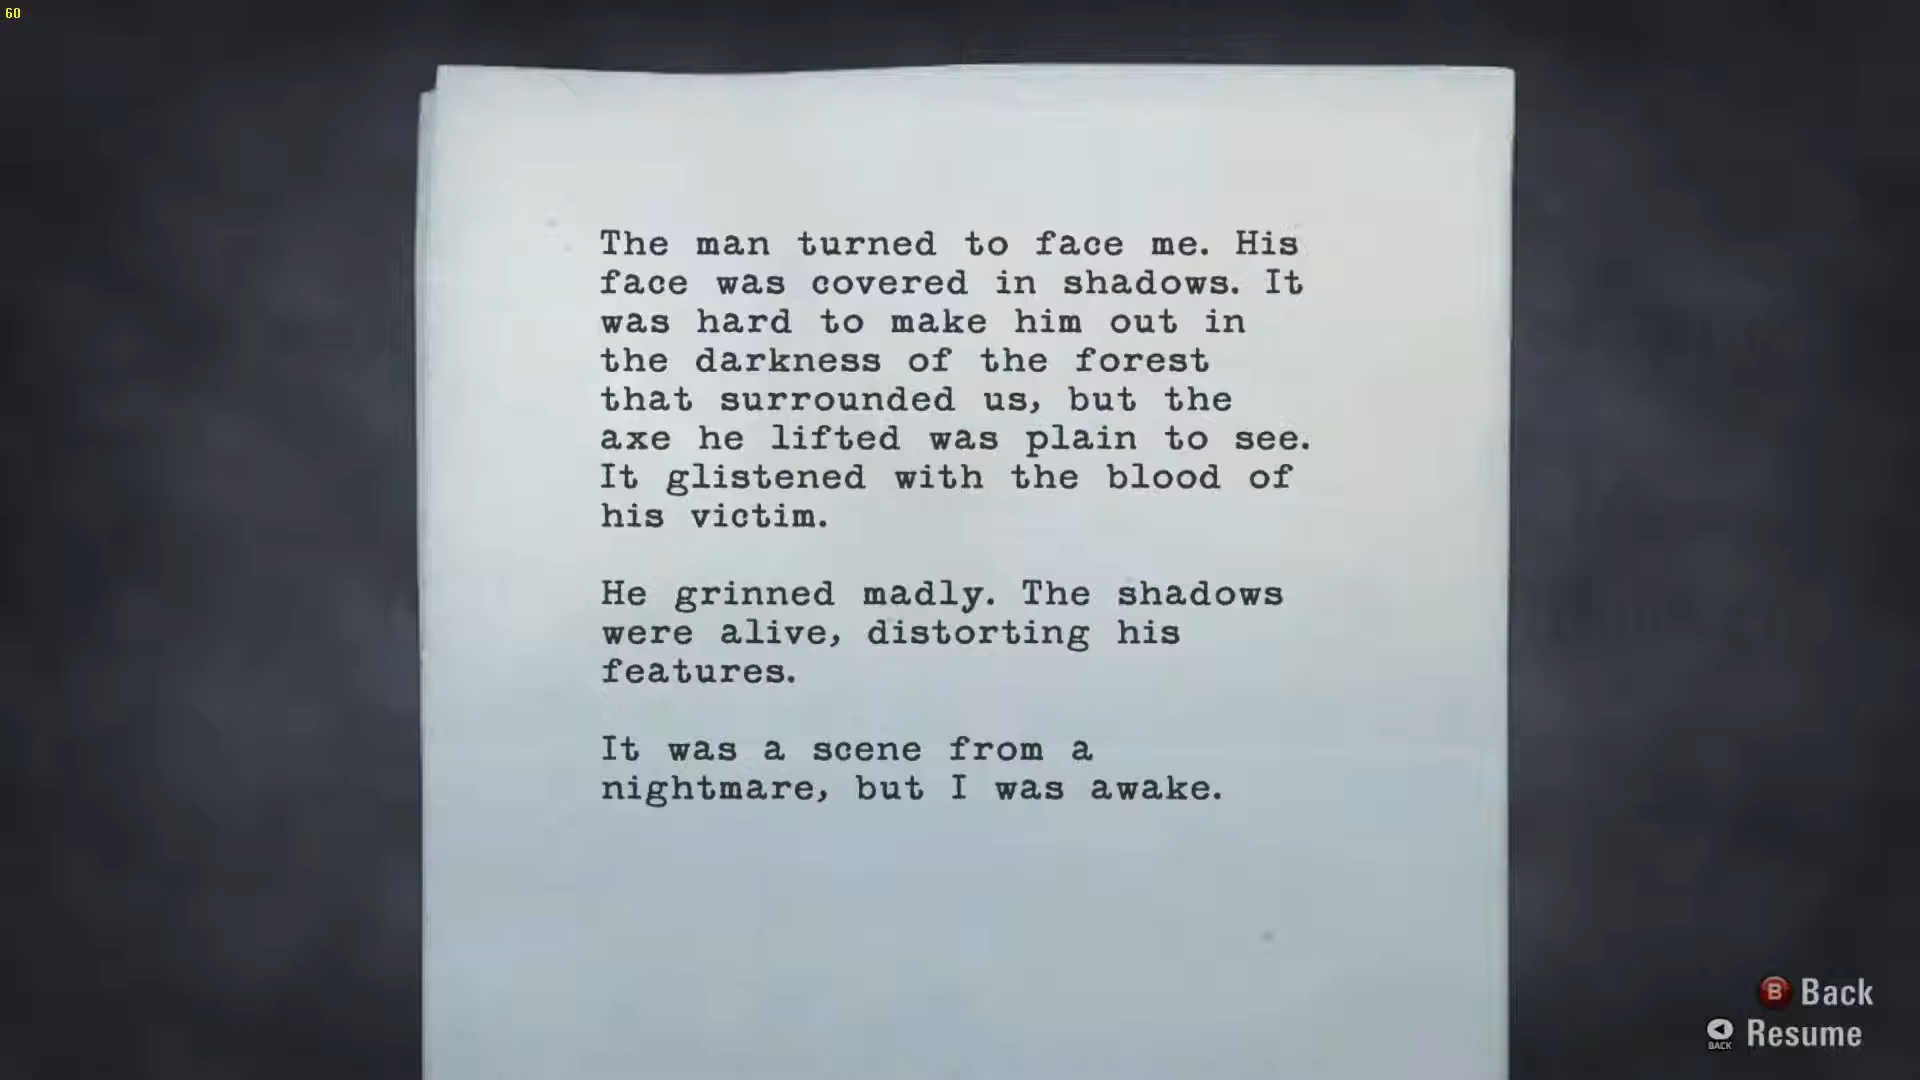 60
The man turned to face me. His
face was covered in shadows. It
was hard to make him out in
the darkness of the forest
that surrounded us, but the
axe he lifted was plain to see.
It glistened with the blood of
his victim.
He grinned madly. The shadows
were alive, distorting his
features.
It was a scene from a
nightmare, but I was awake.
B Back
BACK Resume